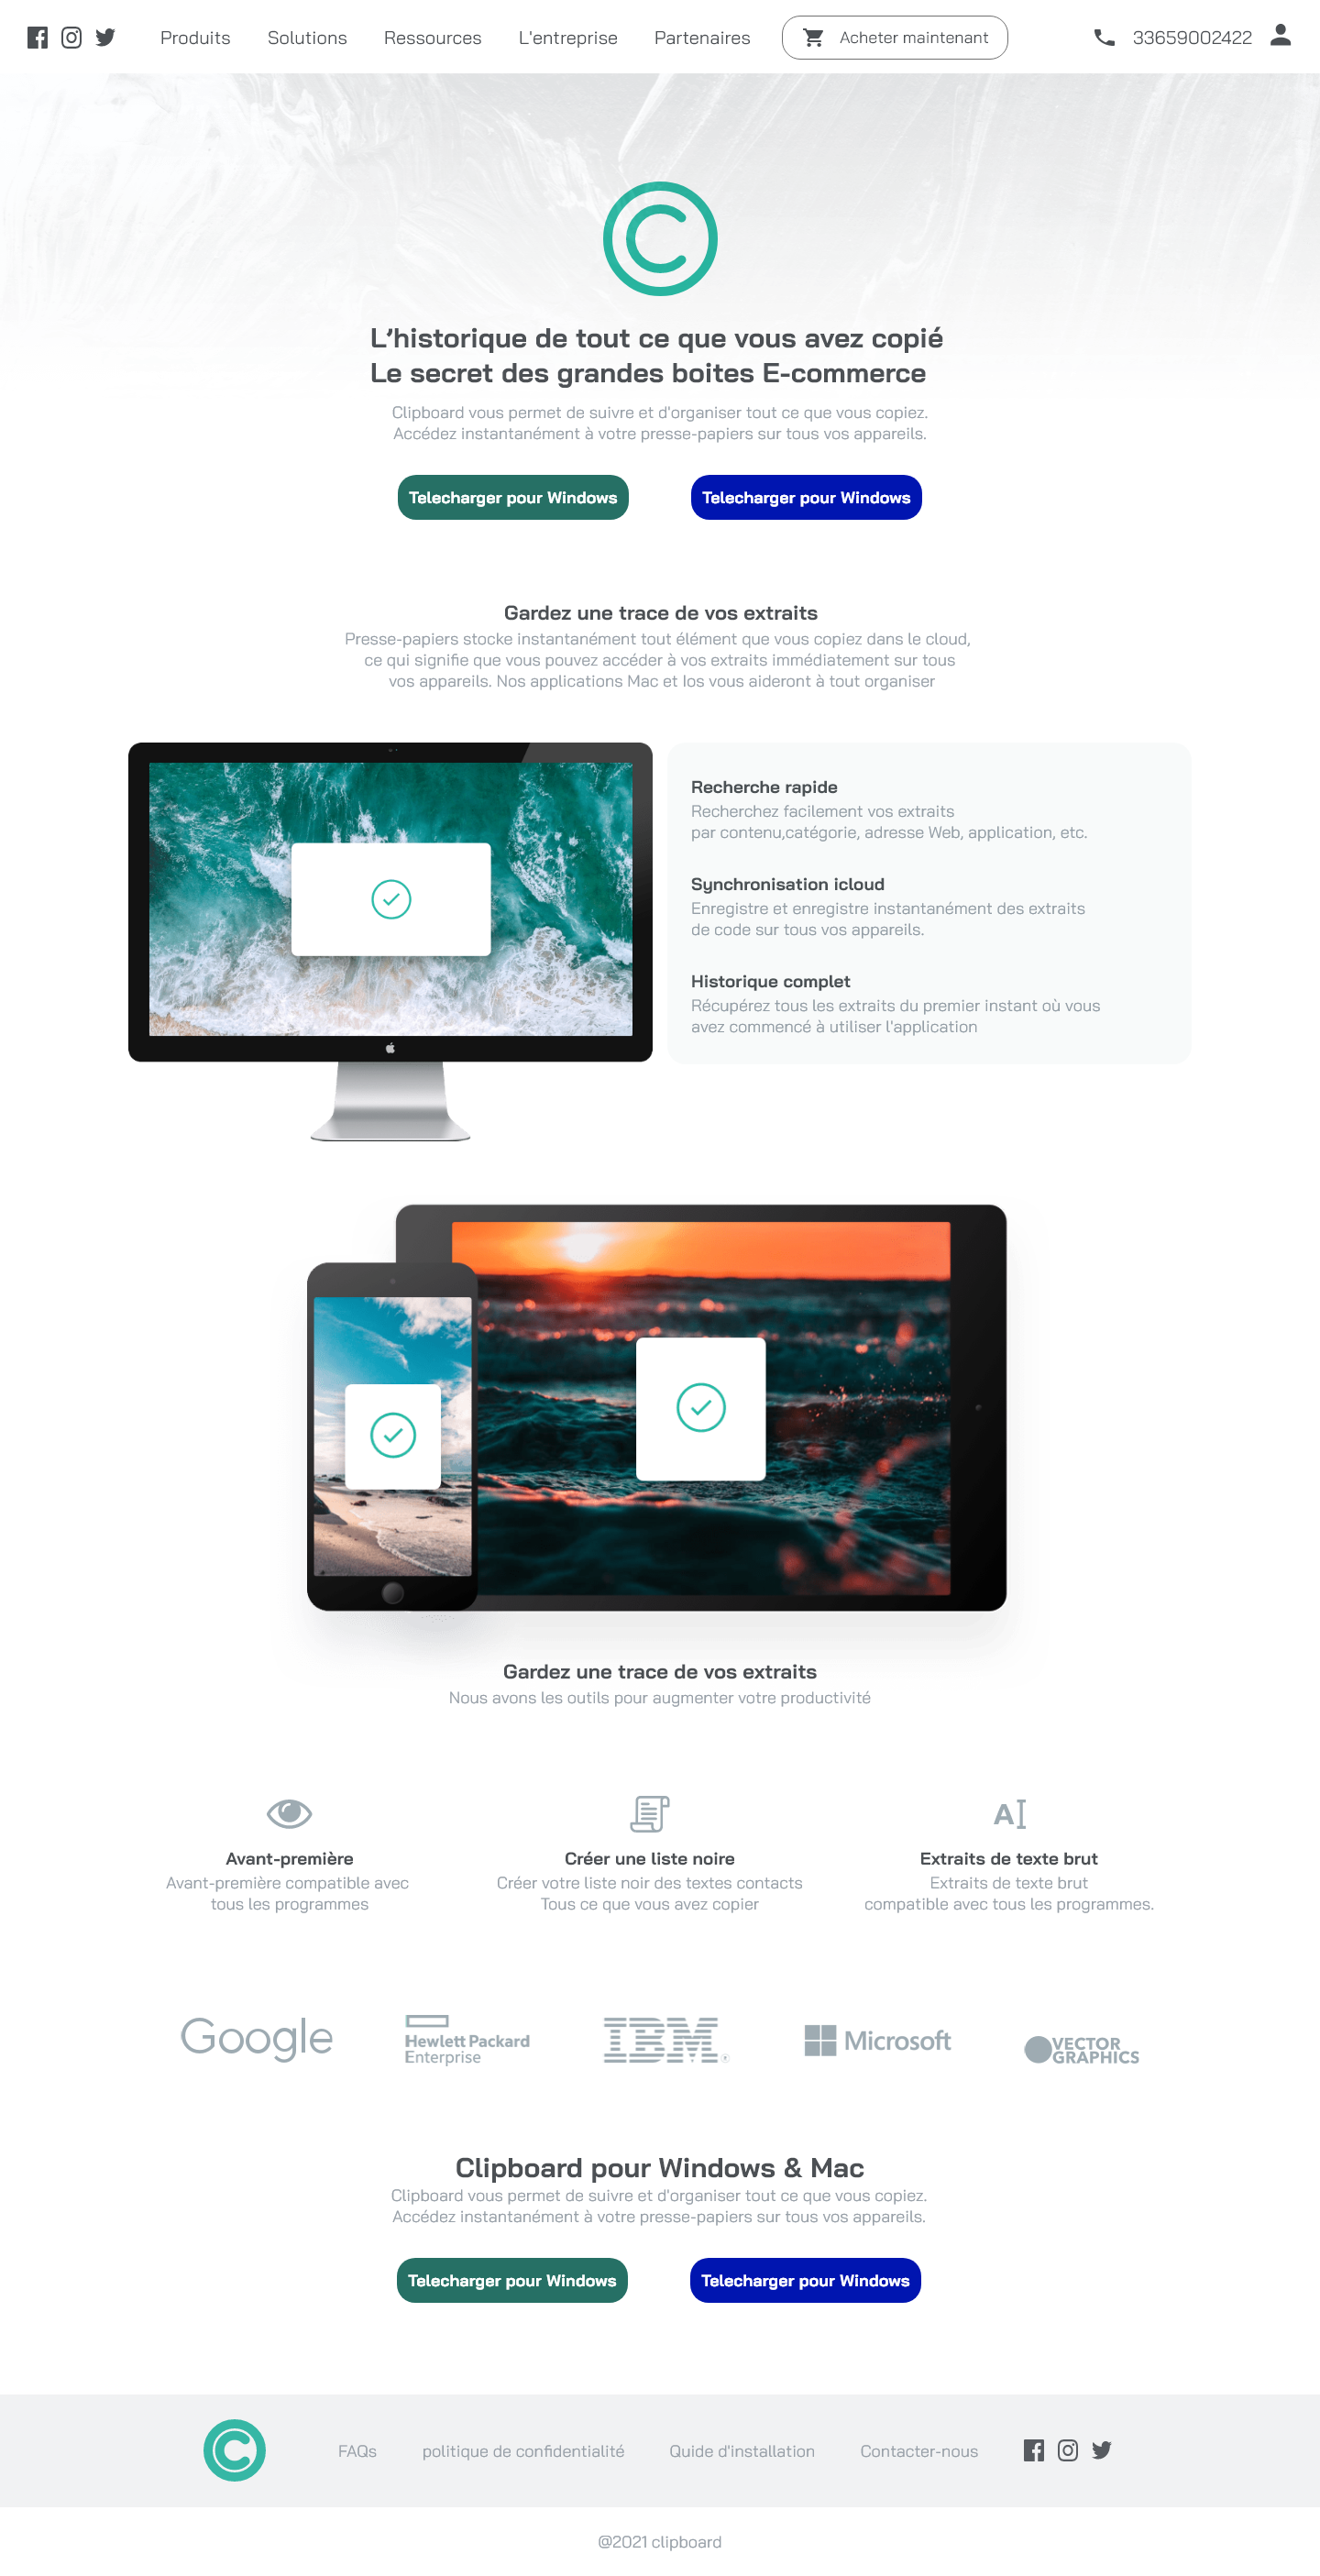 Produits
Solutions
Ressources
L'entreprise
Partenaires
Acheter maintenant
33659002422
L’historique de tout ce que vous avez copié
Le secret des grandes boites E-commerce
Clipboard vous permet de suivre et d'organiser tout ce que vous copiez.
Accédez instantanément à votre presse-papiers sur tous vos appareils.
Telecharger pour Windows
Telecharger pour Windows
Gardez une trace de vos extraits
Presse-papiers stocke instantanément tout élément que vous copiez dans le cloud,
ce qui signifie que vous pouvez accéder à vos extraits immédiatement sur tous
vos appareils. Nos applications Mac et Ios vous aideront à tout organiser
Recherche rapide
Recherchez facilement vos extraits
par contenu,catégorie, adresse Web, application, etc.
Synchronisation icloud
Enregistre et enregistre instantanément des extraits
de code sur tous vos appareils.
Historique complet
Récupérez tous les extraits du premier instant où vous
avez commencé à utiliser l'application
Gardez une trace de vos extraits
Nous avons les outils pour augmenter votre productivité
Avant-première
Avant-première compatible avec
tous les programmes
Créer une liste noire
Créer votre liste noir des textes contacts
Tous ce que vous avez copier
Extraits de texte brut
Extraits de texte brut
compatible avec tous les programmes.
Google
Hewlett Packard
Enterprise
IBM
Microsoft
VECTOR
GRAPHICS
Clipboard pour Windows & Mac
Clipboard vous permet de suivre et d'organiser tout ce que vous copiez.
Accédez instantanément à votre presse-papiers sur tous vos appareils.
Telecharger pour Windows
Telecharger pour Windows
FAQs
politique de confidentialité
Quide d'installation
Contacter-nous
@2021 clipboard